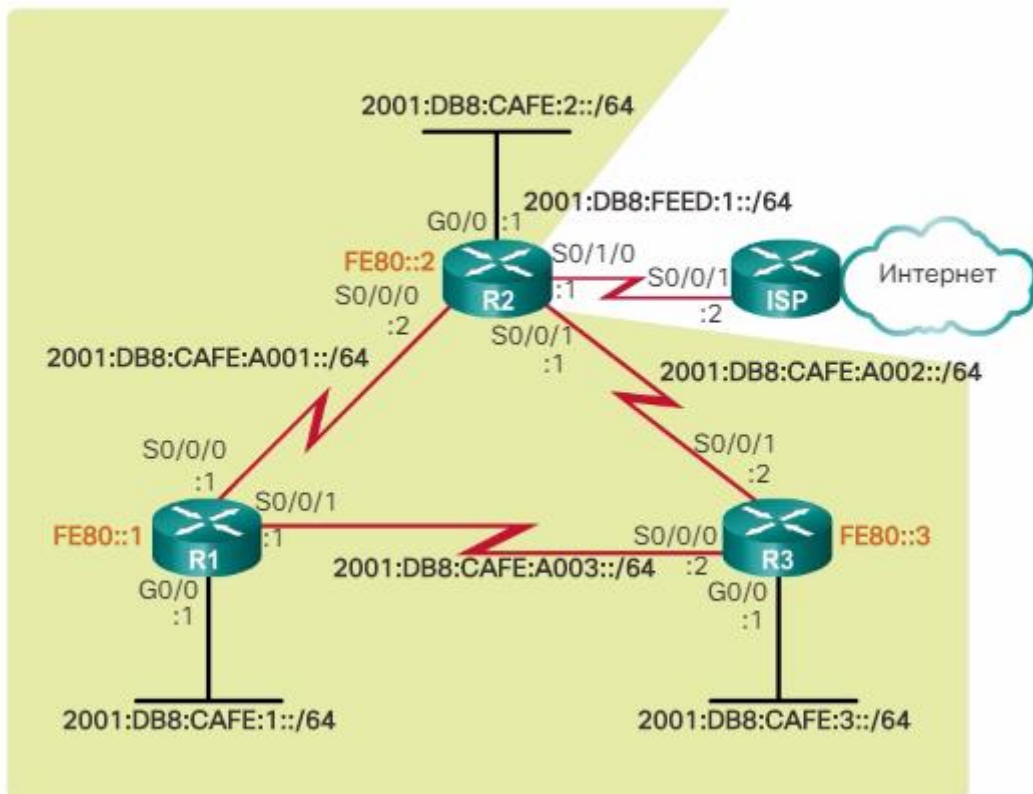 2001:DB8:CAFE:2::/64
2001:DB8:FEED:1::/64
G0/0 :1
FE80::2
S0/1/0
R2
:1
S0/0/1
:2
ISP
Интернет
S0/0/0
:2
S0/0/1
:1
2001:DB8:CAFE:A001::/64
2001:DB8:CAFE:A002::/64
S0/0/0
:1
S0/0/1
:2
FE80::1
R1
S0/0/1
:1
2001:DB8:CAFE:A003::/64
S0/0/0
:2
R3
FE80::3
G0/0
:1
G0/0
:1
2001:DB8:CAFE:1::/64
2001:DB8:CAFE:3::/64